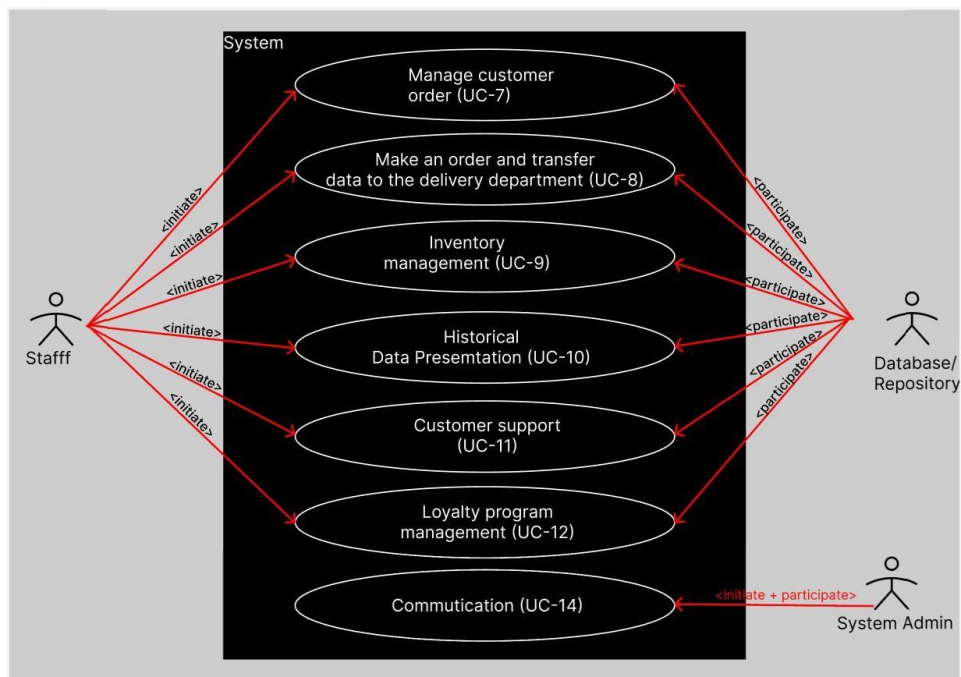 System
Manage customer
order (UC-7)
Make an order and transfer
data to the delivery department (UC-8)
Inventory
management (UC-9)
Historical
Data Presemtation (UC-10)
Customer support
(UC-11)
Loyalty program
management (UC-12)
Commutication (UC-14)
<initiate>
<initiate>
<initiate>
<initiate>
<initiate>
<initiate>
Stafff
<participate>
<participate>
<participate>
<participate>
<participate>
<participate>
Database/
Repository
<initiate + participate>
System Admin